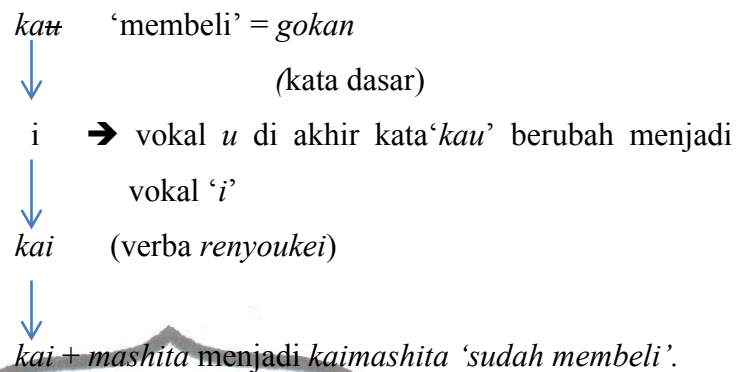 kau ‘membeli’ = gokan
(kata dasar)
i ➔ vokal u di akhir kata‘kau’ berubah menjadi
vokal ‘i’
kai (verba renyoukei)
kai + mashita menjadi kaimashita ‘sudah membeli’.